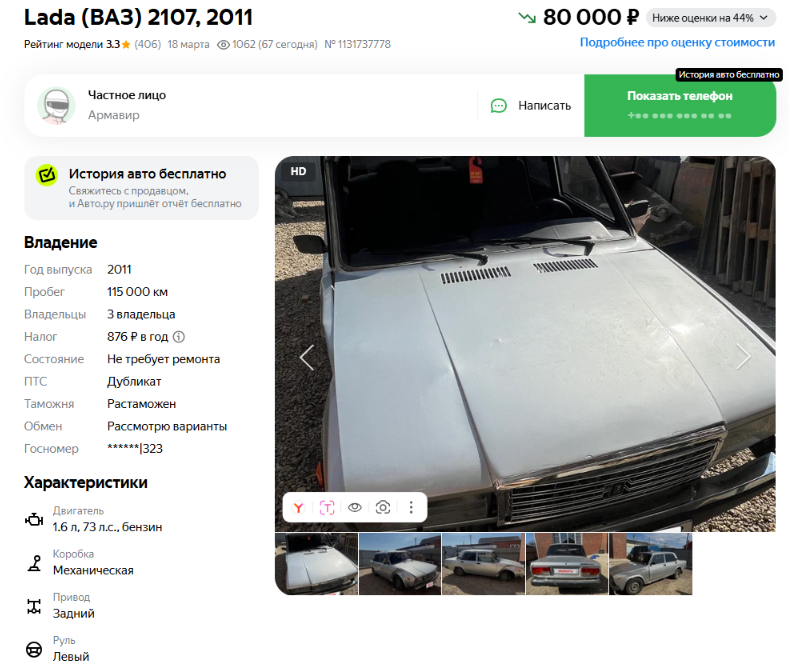 Lada (ВАЗ) 2107, 2011
80 000 ₽ Ниже оценки на 44%
Рейтинг модели 3.3 (406) 18 марта 1062 (67 сегодня) № 1131737778
Подробнее про оценку стоимости
История авто бесплатно
Частное лицо
Армавир
Написать
Показать телефон
История авто бесплатно
Свяжитесь с продавцом,
и Авто.ру пришлёт отчёт бесплатно
HD
Владение
Год выпуска 2011
Пробег 115 000 км
Владельцы 3 владельца
Налог 876 ₽ в год
Состояние Не требует ремонта
ПТС Дубликат
Таможня Растаможен
Обмен Рассмотрю варианты
Госномер ******|323
Характеристики
Двигатель
1.6 л, 73 л.с., бензин
Коробка
Механическая
Привод
Задний
Руль
Левый